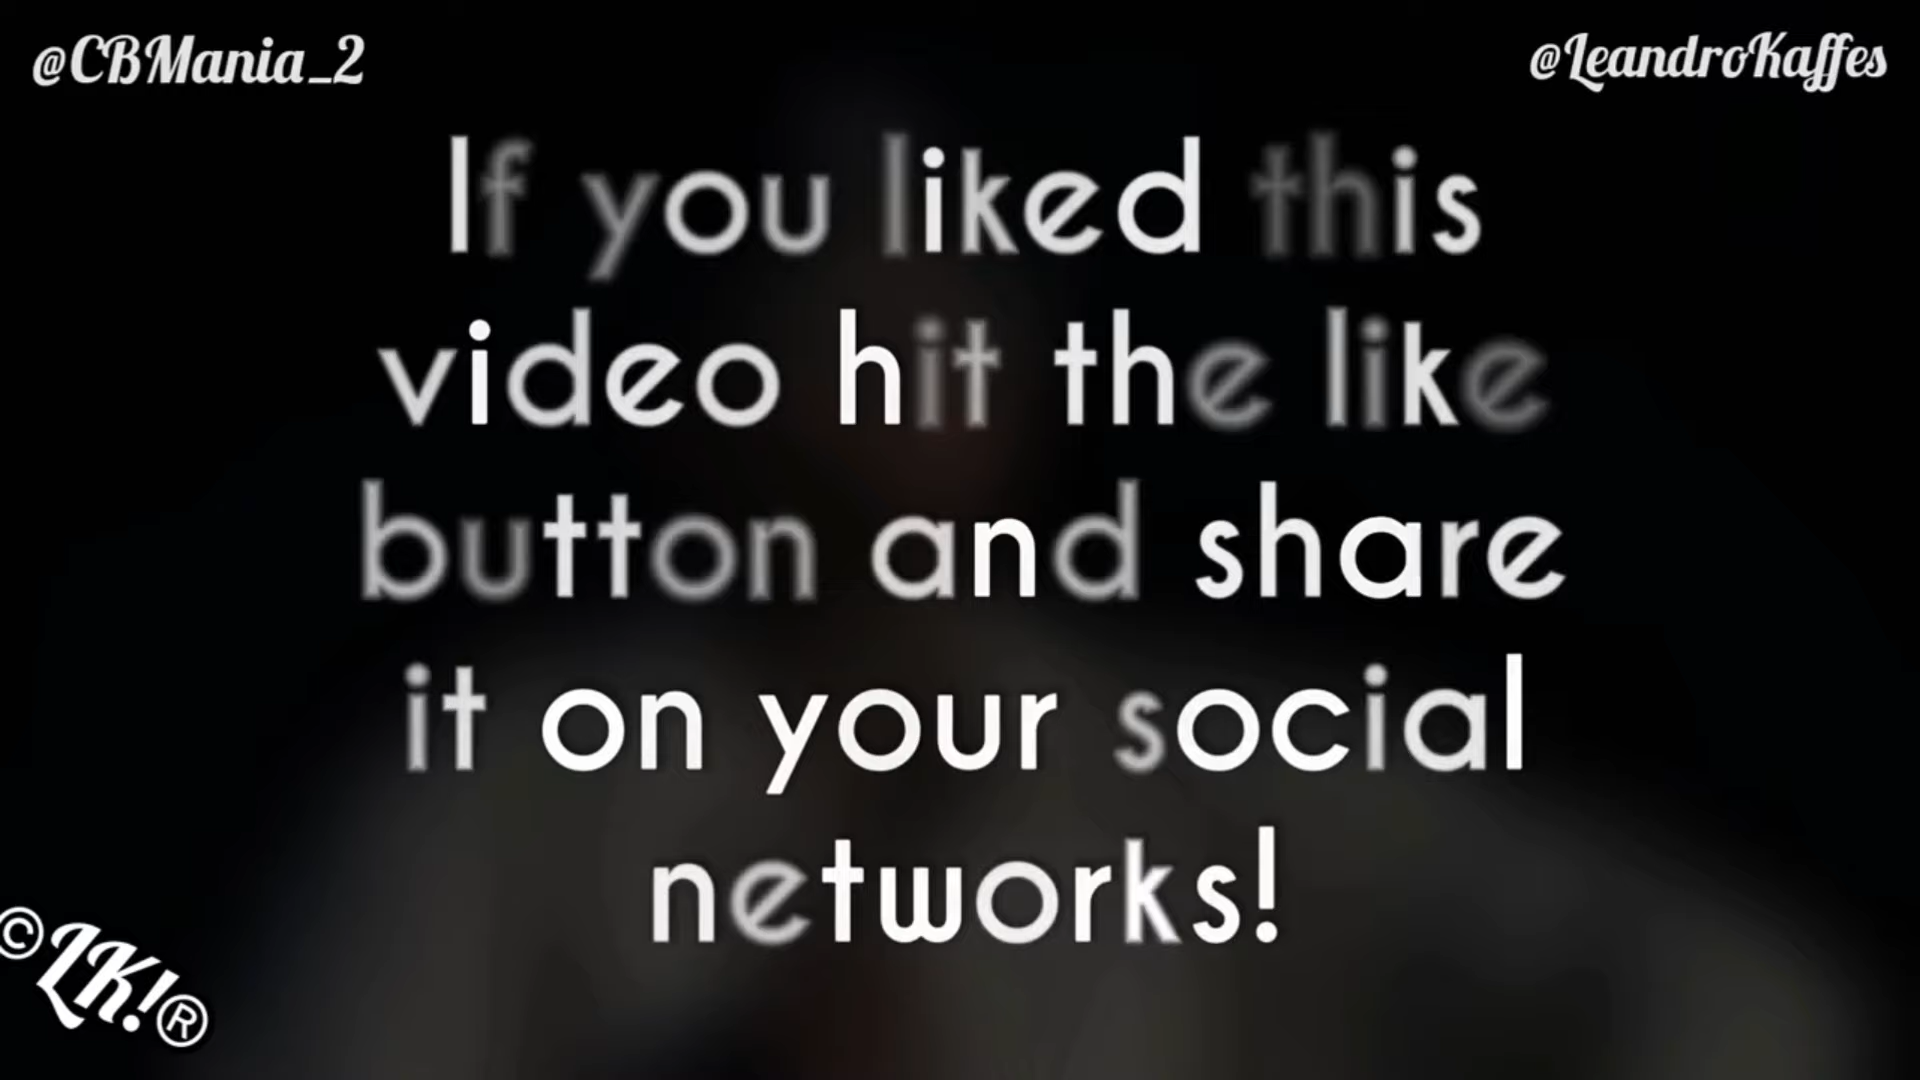 @CBMania_2
@LeandroKaffes
If you liked this
video hit the like
button and share
it on your social
networks!
©LK!®